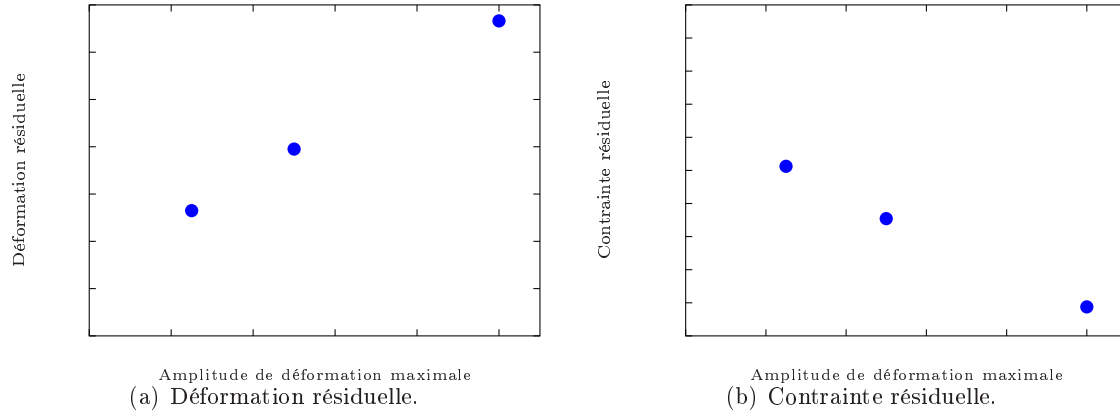 Déformation résiduelle
Amplitude de déformation maximale
(a) Déformation résiduelle.
Contrainte résiduelle
Amplitude de déformation maximale
(b) Contrainte résiduelle.